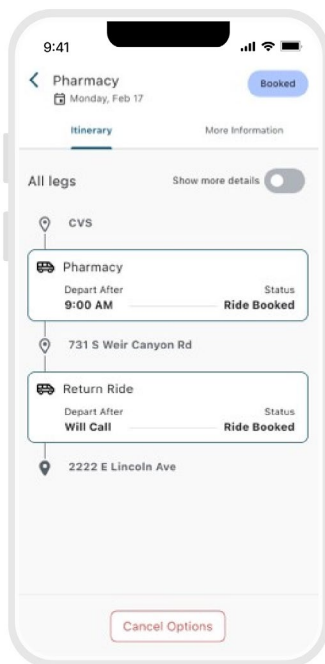 9:41
Pharmacy
Booked
Monday, Feb 17
Itinerary More Information
All legs Show more details
CVS
Pharmacy
Depart After Status
9:00 AM Ride Booked
731 S Weir Canyon Rd
Return Ride
Depart After Status
Will Call Ride Booked
2222 E Lincoln Ave
Cancel Options